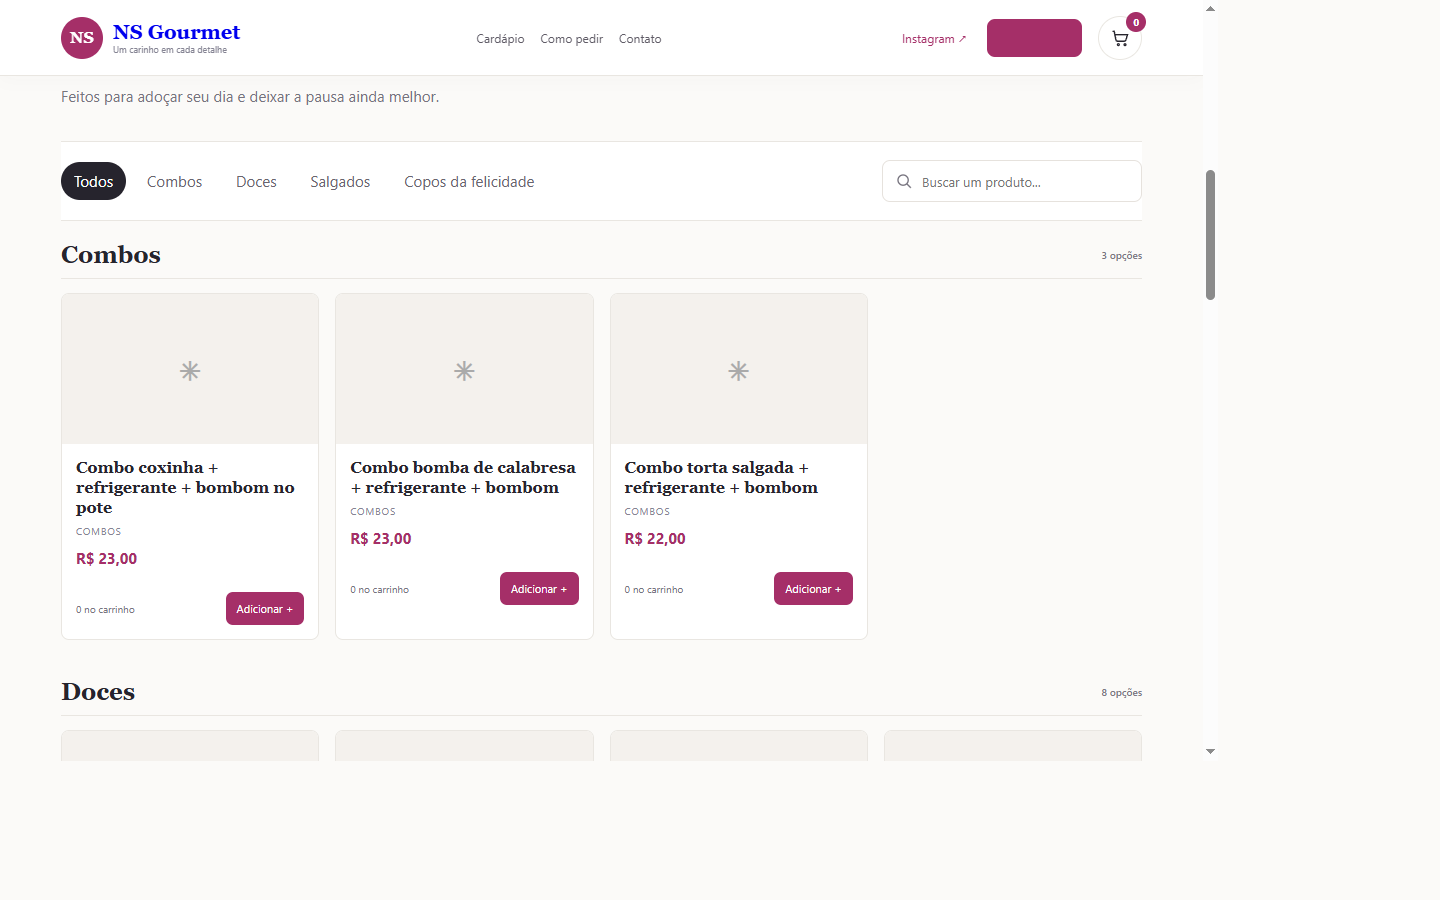 NS
NS Gourmet
Um carinho em cada detalhe
Cardápio
Como pedir
Contato
Instagram ↗
0
Feitos para adoçar seu dia e deixar a pausa ainda melhor.
Todos
Combos
Doces
Salgados
Copos da felicidade
Buscar um produto...
Combos
3 opções
Combo coxinha +
refrigerante + bombom no
pote
COMBOS
R$ 23,00
0 no carrinho
Adicionar +
Combo bomba de calabresa
+ refrigerante + bombom
COMBOS
R$ 23,00
0 no carrinho
Adicionar +
Combo torta salgada +
refrigerante + bombom
COMBOS
R$ 22,00
0 no carrinho
Adicionar +
Doces
8 opções